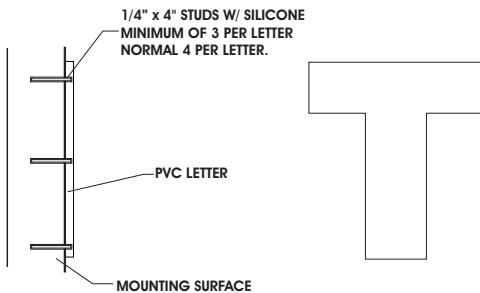 1/4" x 4" STUDS W/ SILICONE
MINIMUM OF 3 PER LETTER
NORMAL 4 PER LETTER.
PVC LETTER
MOUNTING SURFACE